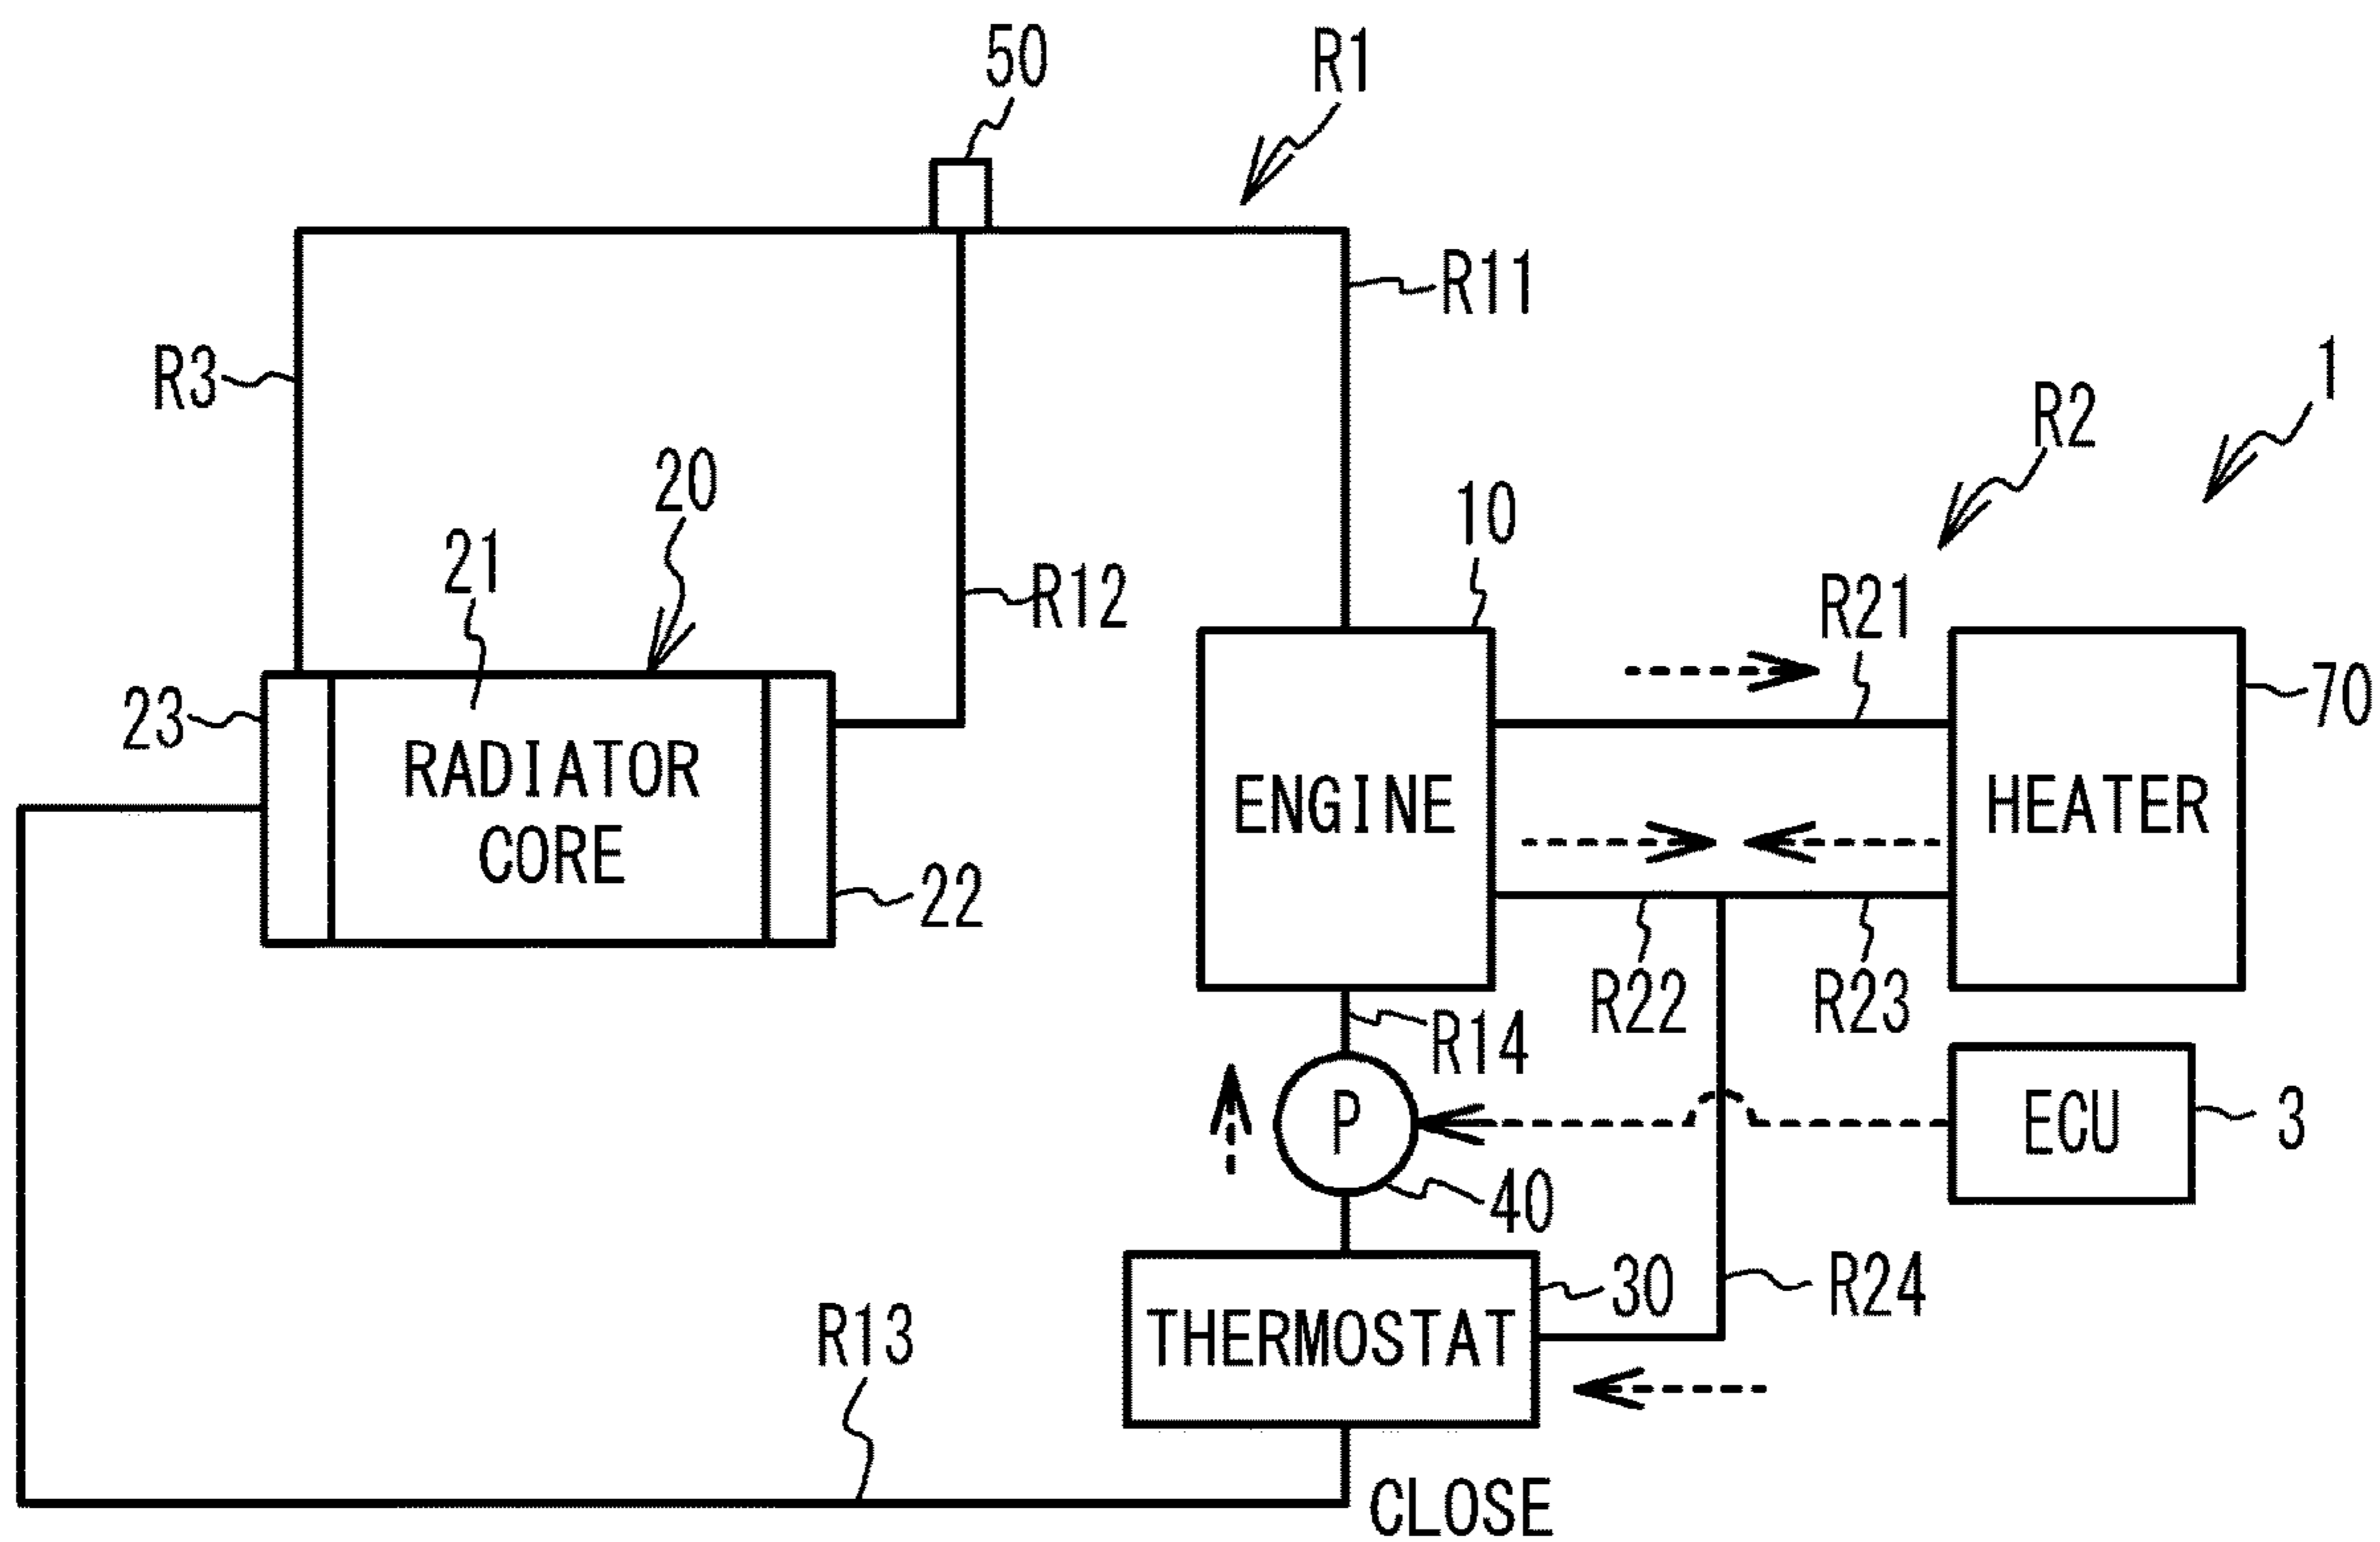 50
R1
R11
R3
1
R2
20
10
21
R12
R21
23
70
RADIATOR
CORE
ENGINE
HEATER
22
R22
R23
R14
P
ECU
3
40
30
R24
R13
THERMOSTAT
CLOSE